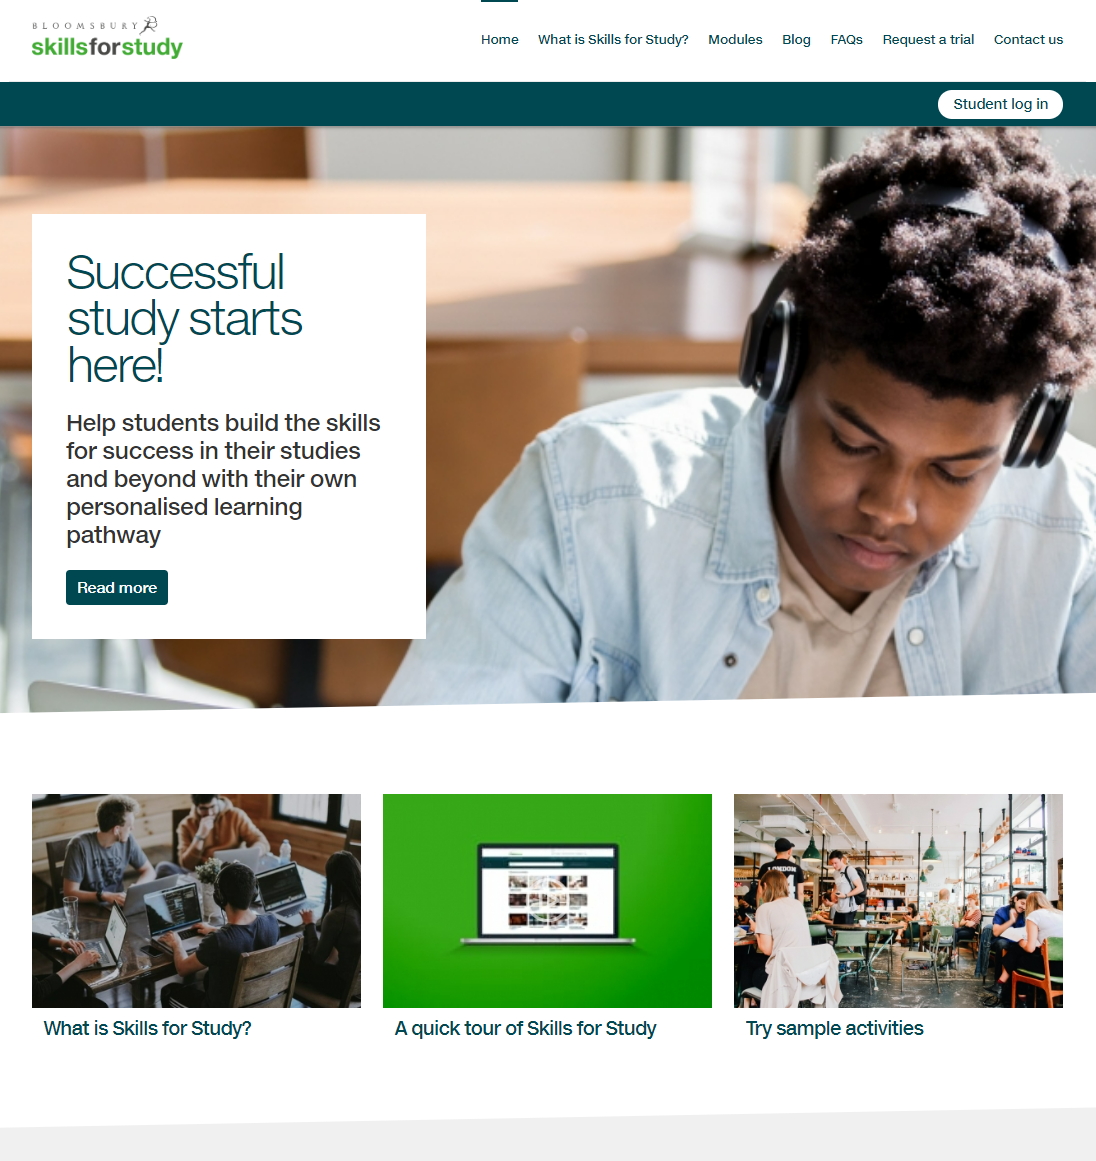 BLOOMSBURY
skillsforstudy
Home What is Skills for Study? Modules Blog FAQs Request a trial Contact us
Student log in
Successful
study starts
here!
Help students build the skills
for success in their studies
and beyond with their own
personalised learning
pathway
Read more
LONDON
What is Skills for Study?
A quick tour of Skills for Study
Try sample activities